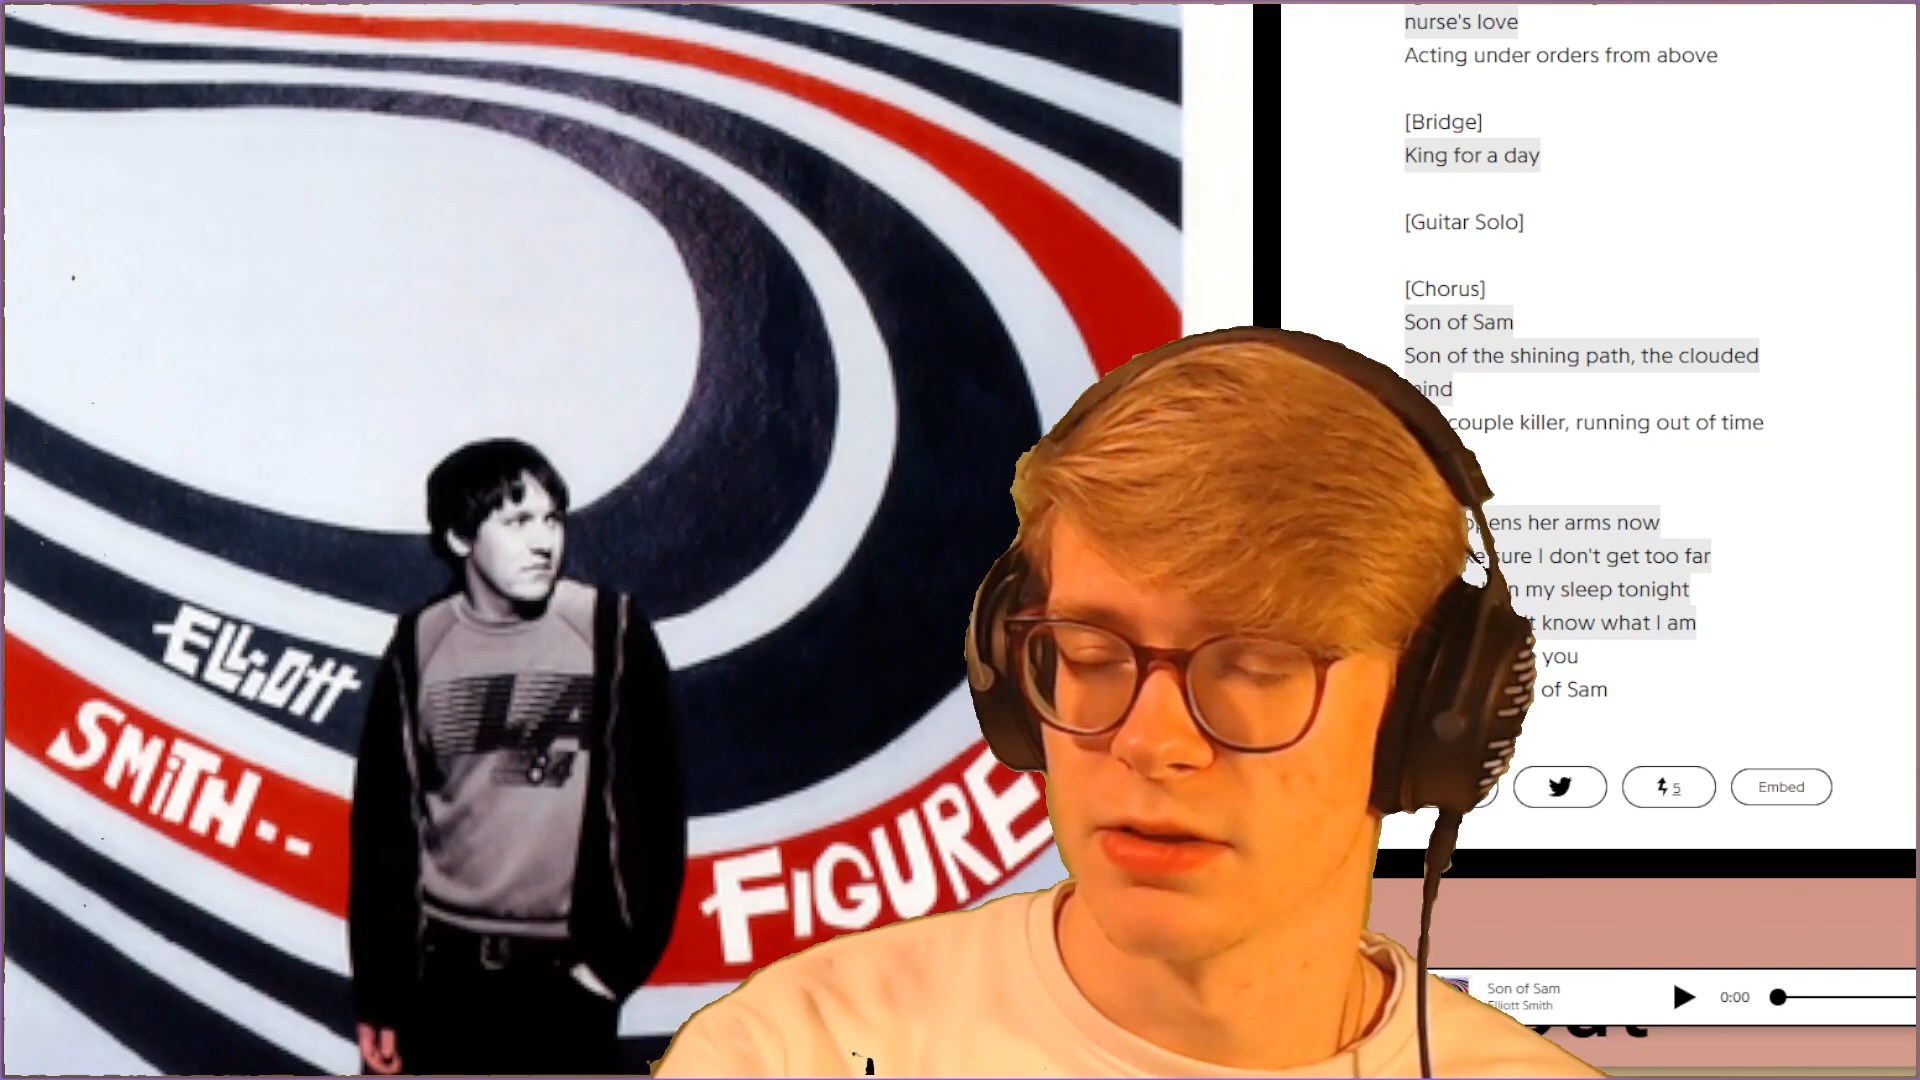 ELLIOTT
SMITH--
FIGURE
LA
84
nurse's love
Acting under orders from above
[Bridge]
King for a day
[Guitar Solo]
[Chorus]
Son of Sam
Son of the shining path, the clouded
couple killer, running out of time
her arms now
sure I don't get too far
my sleep tonight
know what I am
you
of Sam
5
Embed
Son of Sam
Elliott Smith
0:00